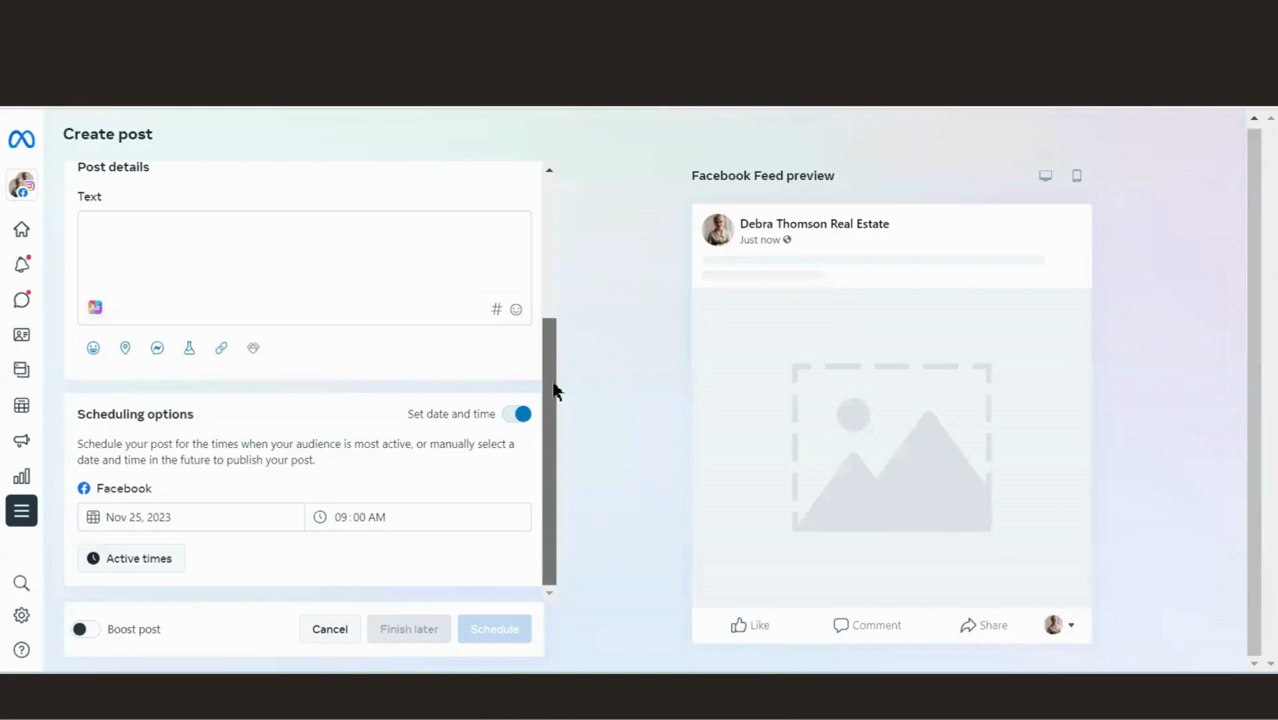 Create post
Post details
Text
#
Scheduling options
Set date and time
Schedule your post for the times when your audience is most active, or manually select a
date and time in the future to publish your post.
Facebook
Nov 25, 2023
09:00 AM
Active times
Boost post
Cancel
Finish later
Schedule
Facebook Feed preview
Debra Thomson Real Estate
Just now
Like
Comment
Share